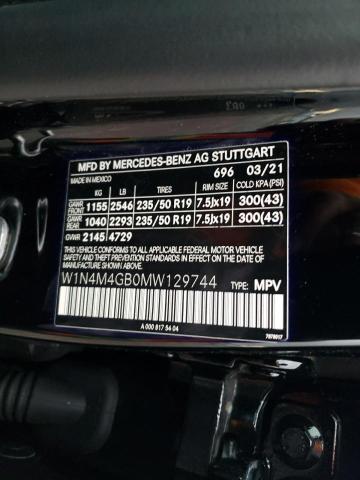 MFD BY MERCEDES-BENZ AG STUTTGART
MADE IN MEXICO 696 03/21
KG LB TIRES RIM SIZE COLD KPA(PSI)
GAWR FRONT 1155 2546 235/50 R19 7.5Jx19 300(43)
GAWR REAR 1040 2293 235/50 R19 7.5Jx19 300(43)
GVWR 2145 4729
THIS VEHICLE CONFORMS TO ALL APPLICABLE
FEDERAL MOTOR VEHICLE SAFETY AND THEFT
PREVENTION STANDARDS IN EFFECT ON THE DATE
OF MANUFACTURE SHOWN ABOVE.
W1N4M4GB0MW129744 TYPE: MPV
A 000 817 54 04